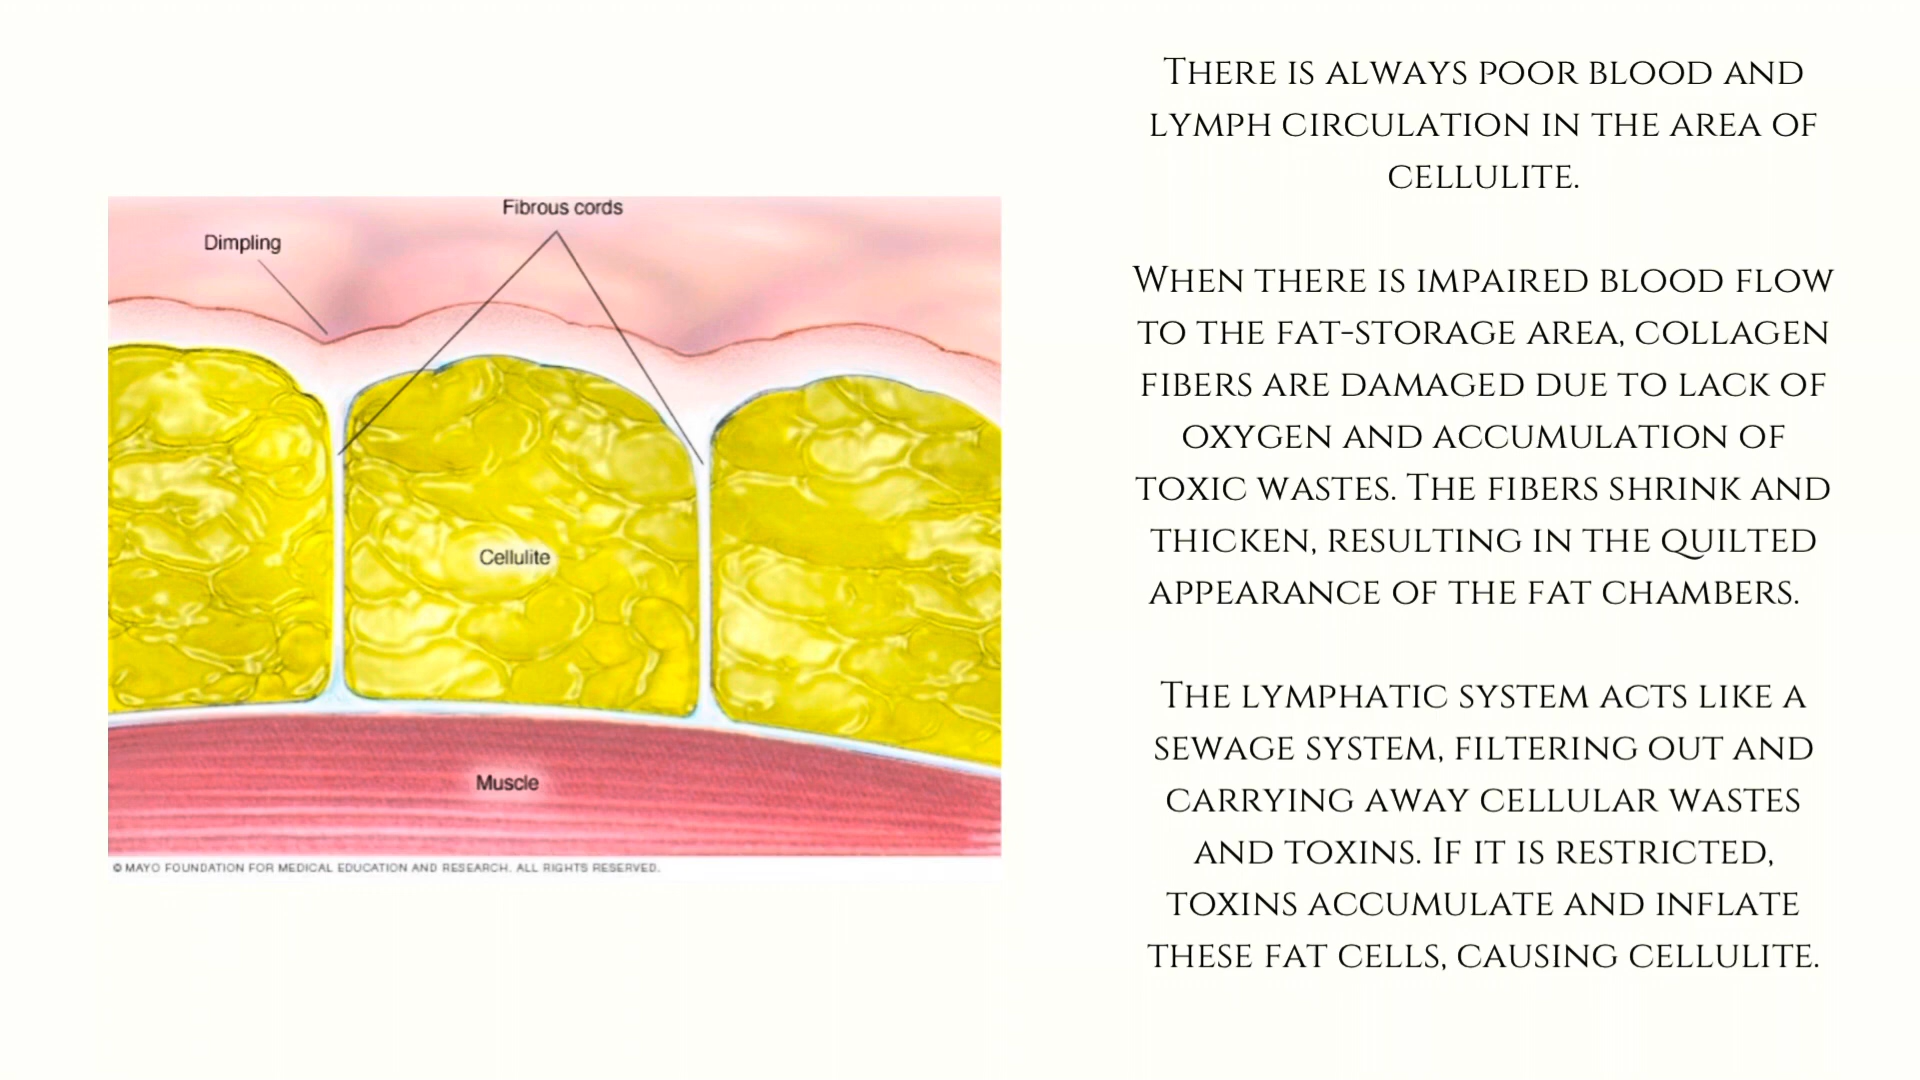 Fibrous cords
Dimpling
Cellulite
Muscle
© MAYO FOUNDATION FOR MEDICAL EDUCATION AND RESEARCH. ALL RIGHTS RESERVED.
There is always poor blood and
lymph circulation in the area of
cellulite.
When there is impaired blood flow
to the fat-storage area, collagen
fibers are damaged due to lack of
oxygen and accumulation of
toxic wastes. The fibers shrink and
thicken, resulting in the quilted
appearance of the fat chambers.
The lymphatic system acts like a
sewage system, filtering out and
carrying away cellular wastes
and toxins. If it is restricted,
toxins accumulate and inflate
these fat cells, causing cellulite.